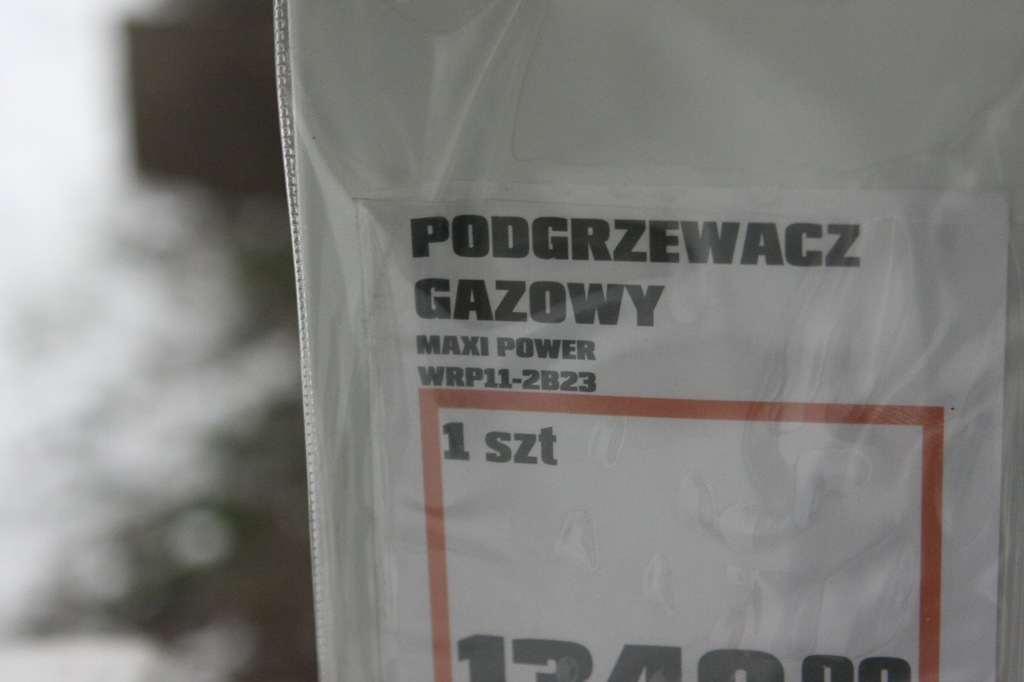 PODGRZEWACZ
GAZOWY
MAXI POWER
WRP11-2B23
1 szt